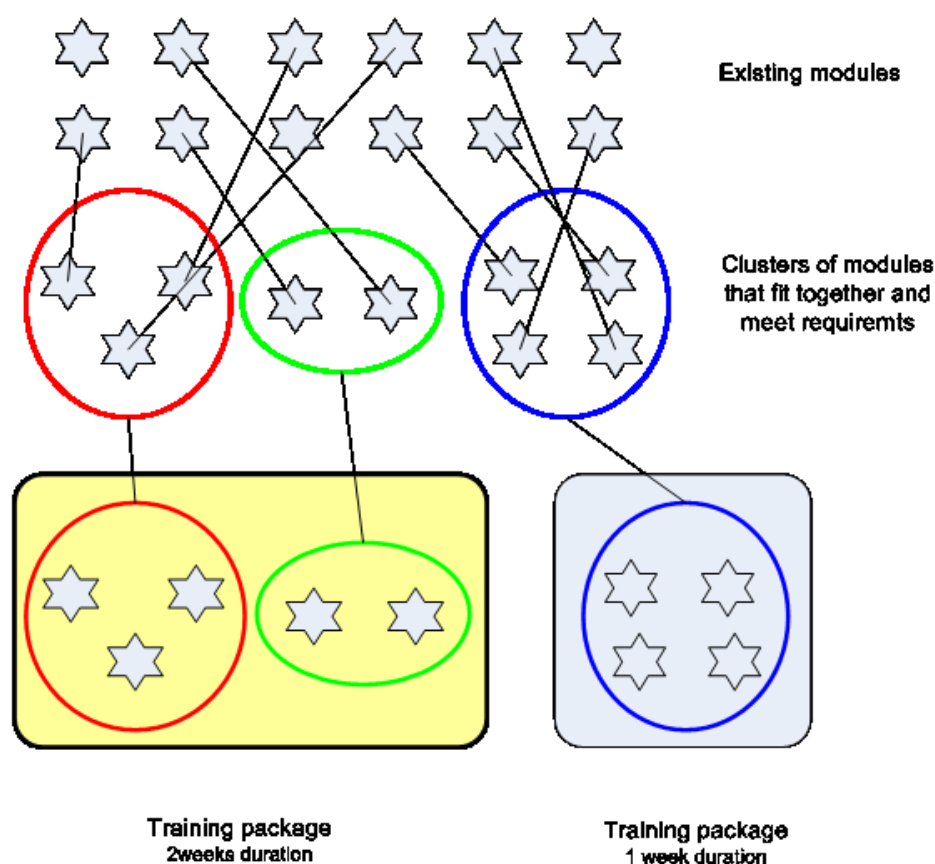 Existing modules
Clusters of modules
that fit together and
meet requiremts
Training package
2weeks duration
Training package
1 week duration